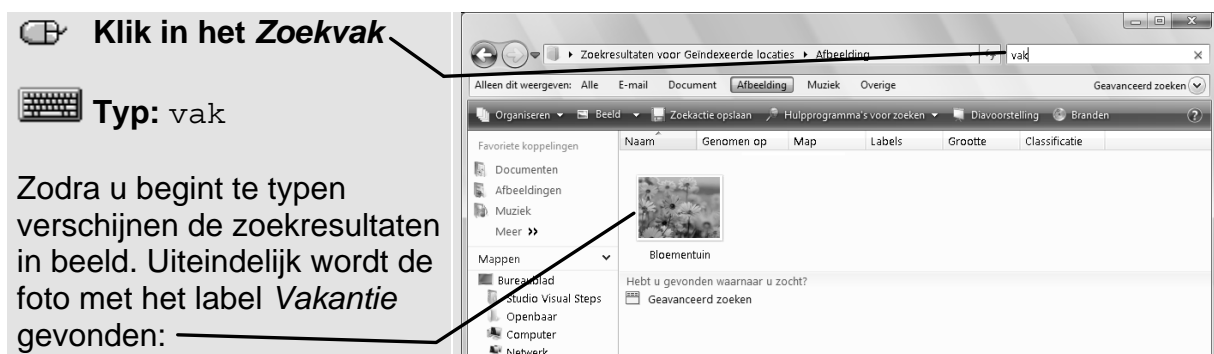 Klik in het Zoekvak
Typ: vak
Zodra u begint te typen
verschijnen de zoekresultaten
in beeld. Uiteindelijk wordt de
foto met het label Vakantie
gevonden:
Zoekresultaten voor Geïndexeerde locaties Afbeelding
vak
Alleen dit weergeven: Alle E-mail Document Afbeelding Muziek Overige Geavanceerd zoeken
Organiseren Beeld Zoekactie opslaan Hulpprogramma's voor zoeken Diavoorstelling Branden
Favoriete koppelingen
Naam Genomen op Map Labels Grootte Classificatie
Documenten
Afbeeldingen
Muziek
Meer >>
Mappen
Bureaublad
Studio Visual Steps
Openbaar
Computer
Netwerk
Bloementuin
Hebt u gevonden waarnaar u zocht?
Geavanceerd zoeken